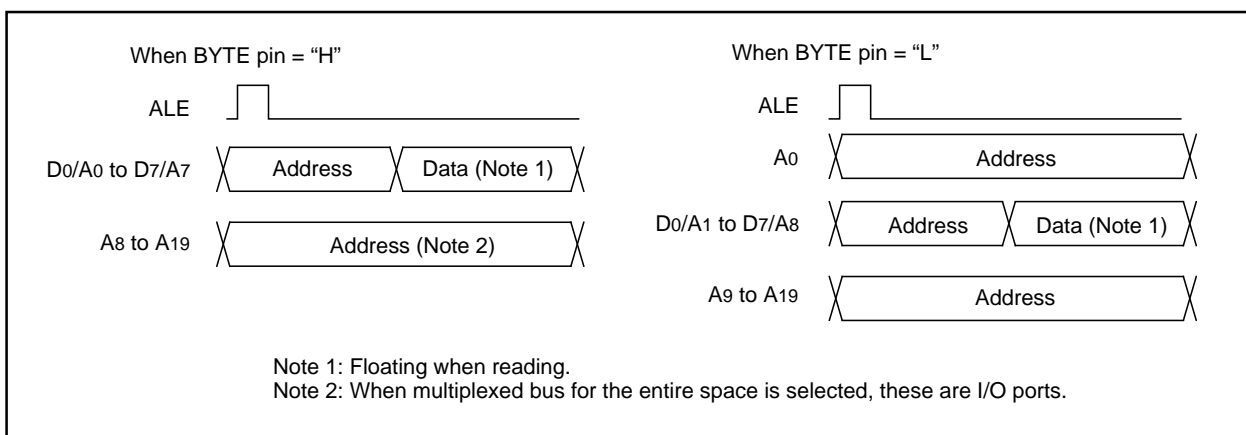 When BYTE pin = “H”
ALE
D0/A0 to D7/A7
Address
Data (Note 1)
A8 to A19
Address (Note 2)
When BYTE pin = “L”
ALE
A0
Address
D0/A1 to D7/A8
Address
Data (Note 1)
A9 to A19
Address
Note 1: Floating when reading.
Note 2: When multiplexed bus for the entire space is selected, these are I/O ports.